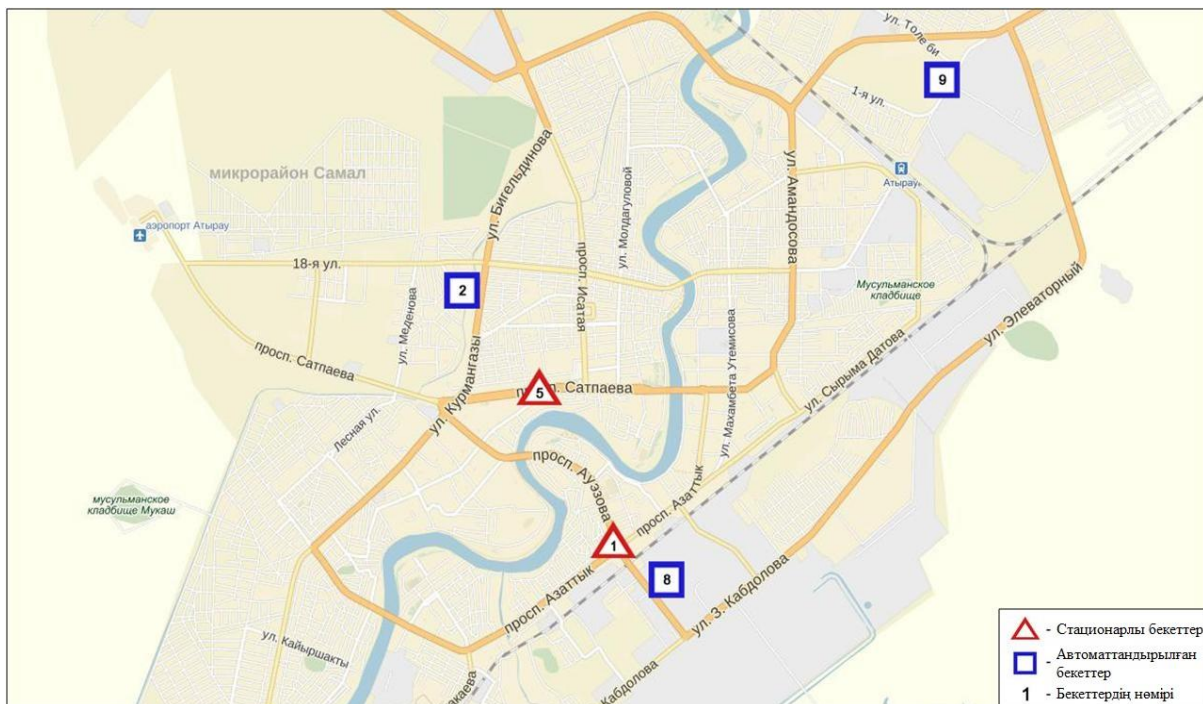 ул. Толе би
9
1-я ул.
ул. Бигельдинова
ул. Молдагуловой
ул. Амандосова
микрорайон Самал
Атырау
аэропорт Атырау
18-я ул.
просп. Исатая
2
Мусульманское
кладбище
ул. Элеваторный
ул. Меденова
просп. Сатпаева
ул. Курмангазы
ул. Махамбета Утемисова
ул. Сырыма Датова
просп. Сатпаева
5
Лесная ул.
просп. Ауэзова
просп. Азаттык
мусульманское
кладбище Мукаш
1
8
просп. Азаттык
ул. З. Кабдолова
ул. Кайыршакты
Кабдолова
- Стационарлы бекеттер
- Автоматтандырылған
бекеттер
1 - Бекеттердің нөмірі